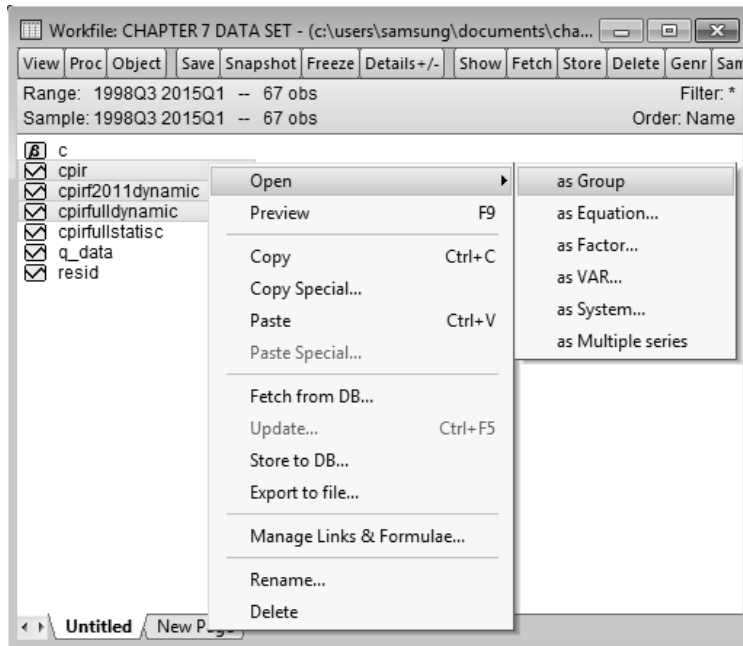 Workfile: CHAPTER 7 DATA SET - (c:\users\samsung\documents\cha...
View Proc Object Save Snapshot Freeze Details+/- Show Fetch Store Delete Genr Sam
Range: 1998Q3 2015Q1 -- 67 obs Filter: *
Sample: 1998Q3 2015Q1 -- 67 obs Order: Name
β c
cpir
cpirf2011dynamic
cpirfulldynamic
cpirfullstatisc
q_data
resid
Open
Preview F9
Copy Ctrl+C
Copy Special...
Paste Ctrl+V
Paste Special...
Fetch from DB...
Update... Ctrl+F5
Store to DB...
Export to file...
Manage Links & Formulae...
Rename...
Delete
as Group
as Equation...
as Factor...
as VAR...
as System...
as Multiple series
Untitled New Page